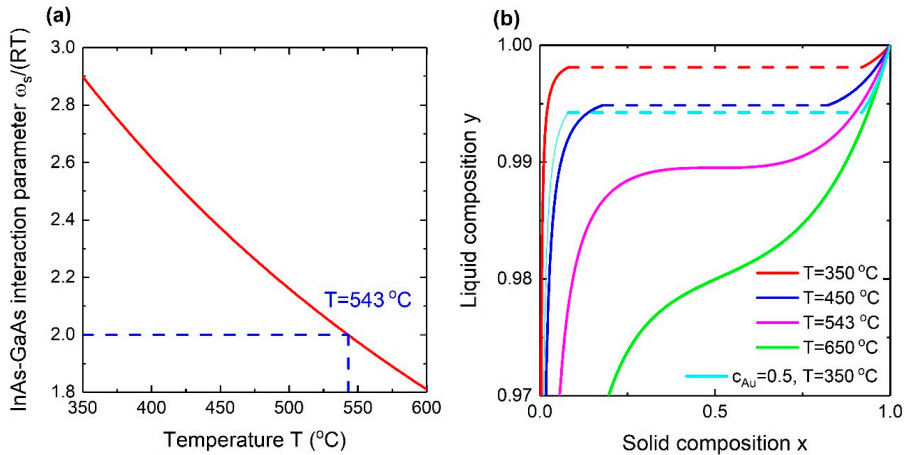 (a)
InAs-GaAs interaction parameter ωs/(RT)
3.0
2.8
2.6
2.4
2.2
2.0
1.8
T=543 °C
350
400
450
500
550
600
Temperature T (°C)
(b)
Liquid composition y
1.00
0.99
0.98
0.97
T=350 °C
T=450 °C
T=543 °C
T=650 °C
cAu=0.5, T=350 °C
0.0
0.5
1.0
Solid composition x